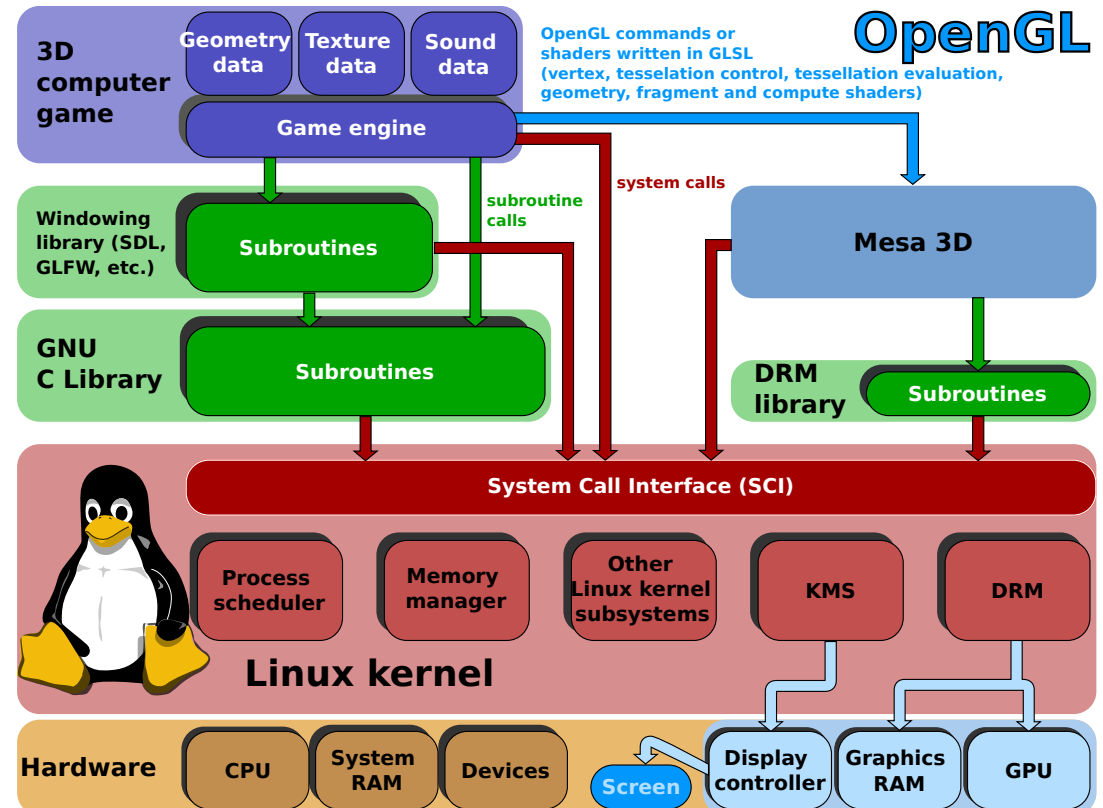 3D
computer
game
Geometry
data
Texture
data
Sound
data
Game engine
OpenGL commands or
shaders written in GLSL
(vertex, tesselation control, tessellation evaluation,
geometry, fragment and compute shaders)
OpenGL
subroutine
calls
system calls
Windowing
library (SDL,
GLFW, etc.)
Subroutines
Mesa 3D
GNU
C Library
Subroutines
DRM
library
Subroutines
System Call Interface (SCI)
Process
scheduler
Memory
manager
Other
Linux kernel
subsystems
KMS
DRM
Linux kernel
Hardware
CPU
System
RAM
Devices
Screen
Display
controller
Graphics
RAM
GPU